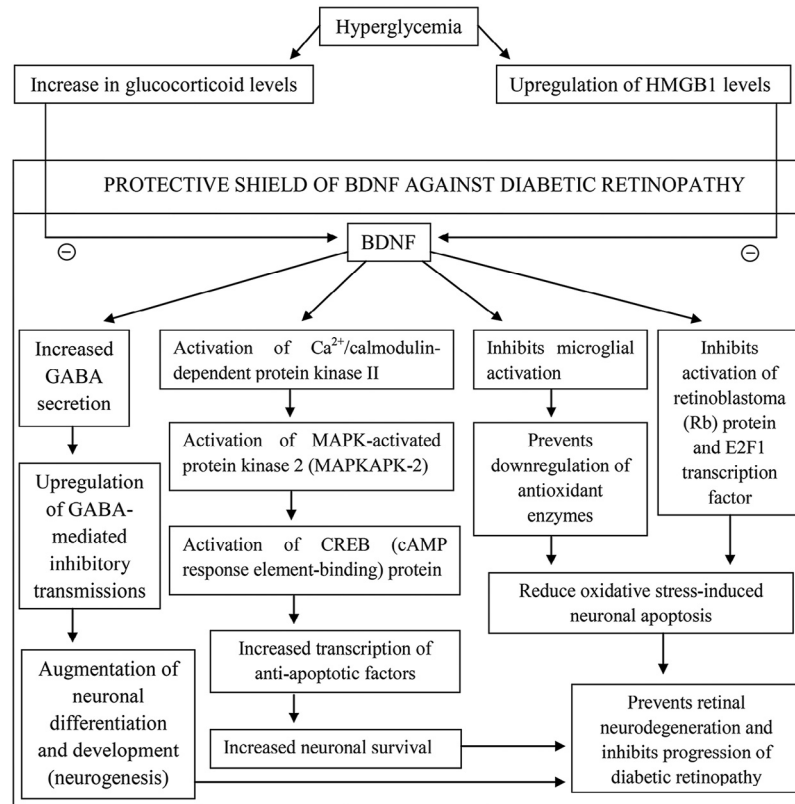 Hyperglycemia
Increase in glucocorticoid levels
Upregulation of HMGB1 levels
PROTECTIVE SHIELD OF BDNF AGAINST DIABETIC RETINOPATHY
⊖
BDNF
⊖
Increased
GABA
secretion
Activation of Ca²⁺/calmodulin-
dependent protein kinase II
Inhibits microglial
activation
Inhibits
activation of
retinoblastoma
(Rb) protein
and E2F1
transcription
factor
Upregulation
of GABA-
mediated
inhibitory
transmissions
Activation of MAPK-activated
protein kinase 2 (MAPKAPK-2)
Prevents
downregulation of
antioxidant
enzymes
Activation of CREB (cAMP
response element-binding) protein
Reduce oxidative stress-induced
neuronal apoptosis
Augmentation of
neuronal
differentiation
and development
(neurogenesis)
Increased transcription of
anti-apoptotic factors
Increased neuronal survival
Prevents retinal
neurodegeneration and
inhibits progression of
diabetic retinopathy